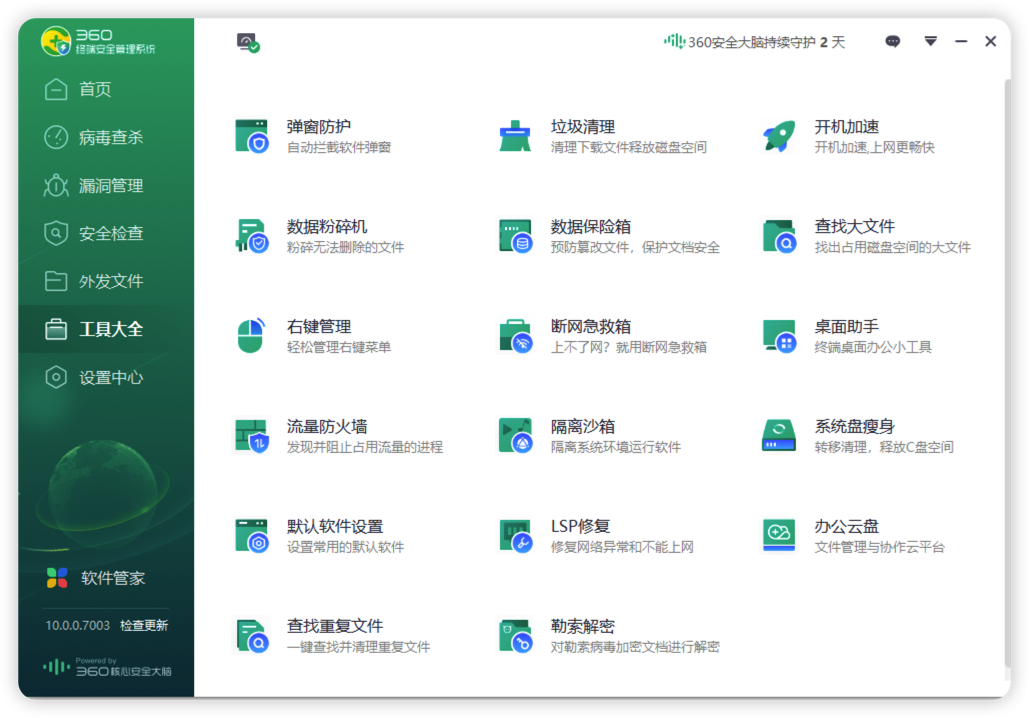 360
终端安全管理系统
首页
病毒查杀
漏洞管理
安全检查
外发文件
工具大全
设置中心
软件管家
10.0.0.7003 检查更新
Powered by
360核心安全大脑
360安全大脑持续守护 2 天
弹窗防护
自动拦截软件弹窗
垃圾清理
清理下载文件释放磁盘空间
开机加速
开机加速,上网更畅快
数据粉碎机
粉碎无法删除的文件
数据保险箱
预防篡改文件，保护文档安全
查找大文件
找出占用磁盘空间的大文件
右键管理
轻松管理右键菜单
断网急救箱
上不了网？就用断网急救箱
桌面助手
终端桌面办公小工具
流量防火墙
发现并阻止占用流量的进程
隔离沙箱
隔离系统环境运行软件
系统盘瘦身
转移清理，释放C盘空间
默认软件设置
设置常用的默认软件
LSP修复
修复网络异常和不能上网
办公云盘
文件管理与协作云平台
查找重复文件
一键查找并清理重复文件
勒索解密
对勒索病毒加密文档进行解密